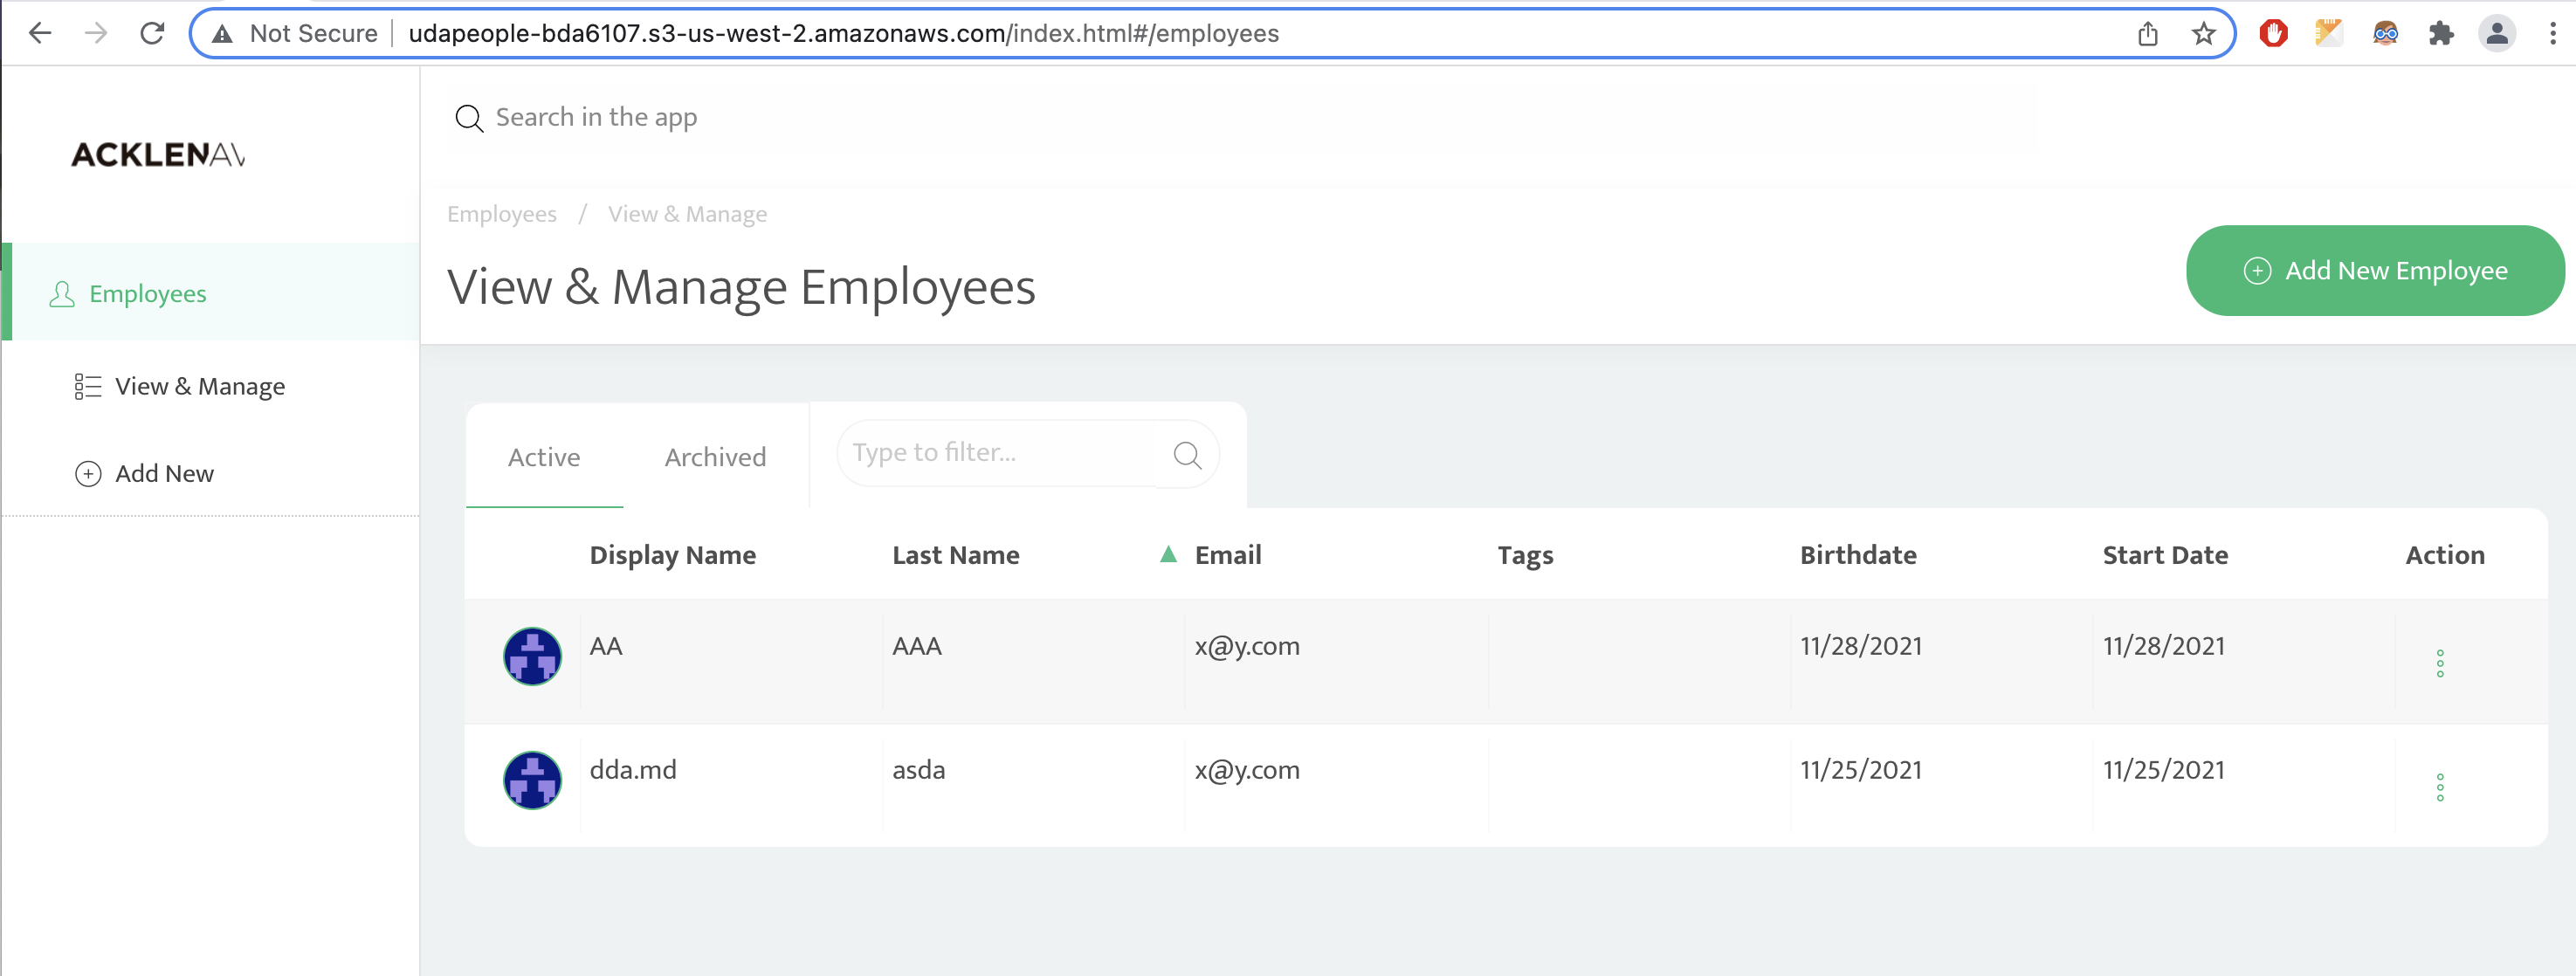 Not Secure udapeople-bda6107.s3-us-west-2.amazonaws.com/index.html#/employees
Search in the app
ACKLENAV
Employees / View & Manage
View & Manage Employees
Add New Employee
Employees
View & Manage
Add New
Active Archived Type to filter...
Display Name Last Name Email Tags Birthdate Start Date Action
AA AAA x@y.com 11/28/2021 11/28/2021
dda.md asda x@y.com 11/25/2021 11/25/2021